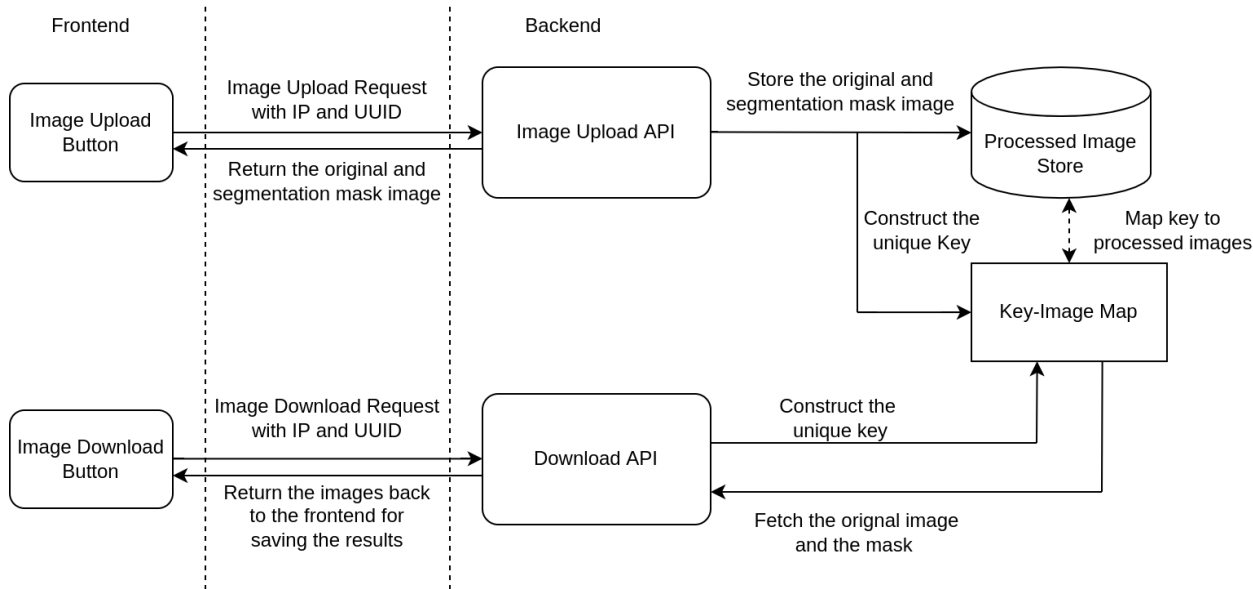 Frontend
Backend
Image Upload
Button
Image Upload Request
with IP and UUID
Return the original and
segmentation mask image
Image Upload API
Store the original and
segmentation mask image
Processed Image
Store
Construct the
unique Key
Map key to
processed images
Key-Image Map
Image Download
Button
Image Download Request
with IP and UUID
Return the images back
to the frontend for
saving the results
Download API
Construct the
unique key
Fetch the orignal image
and the mask